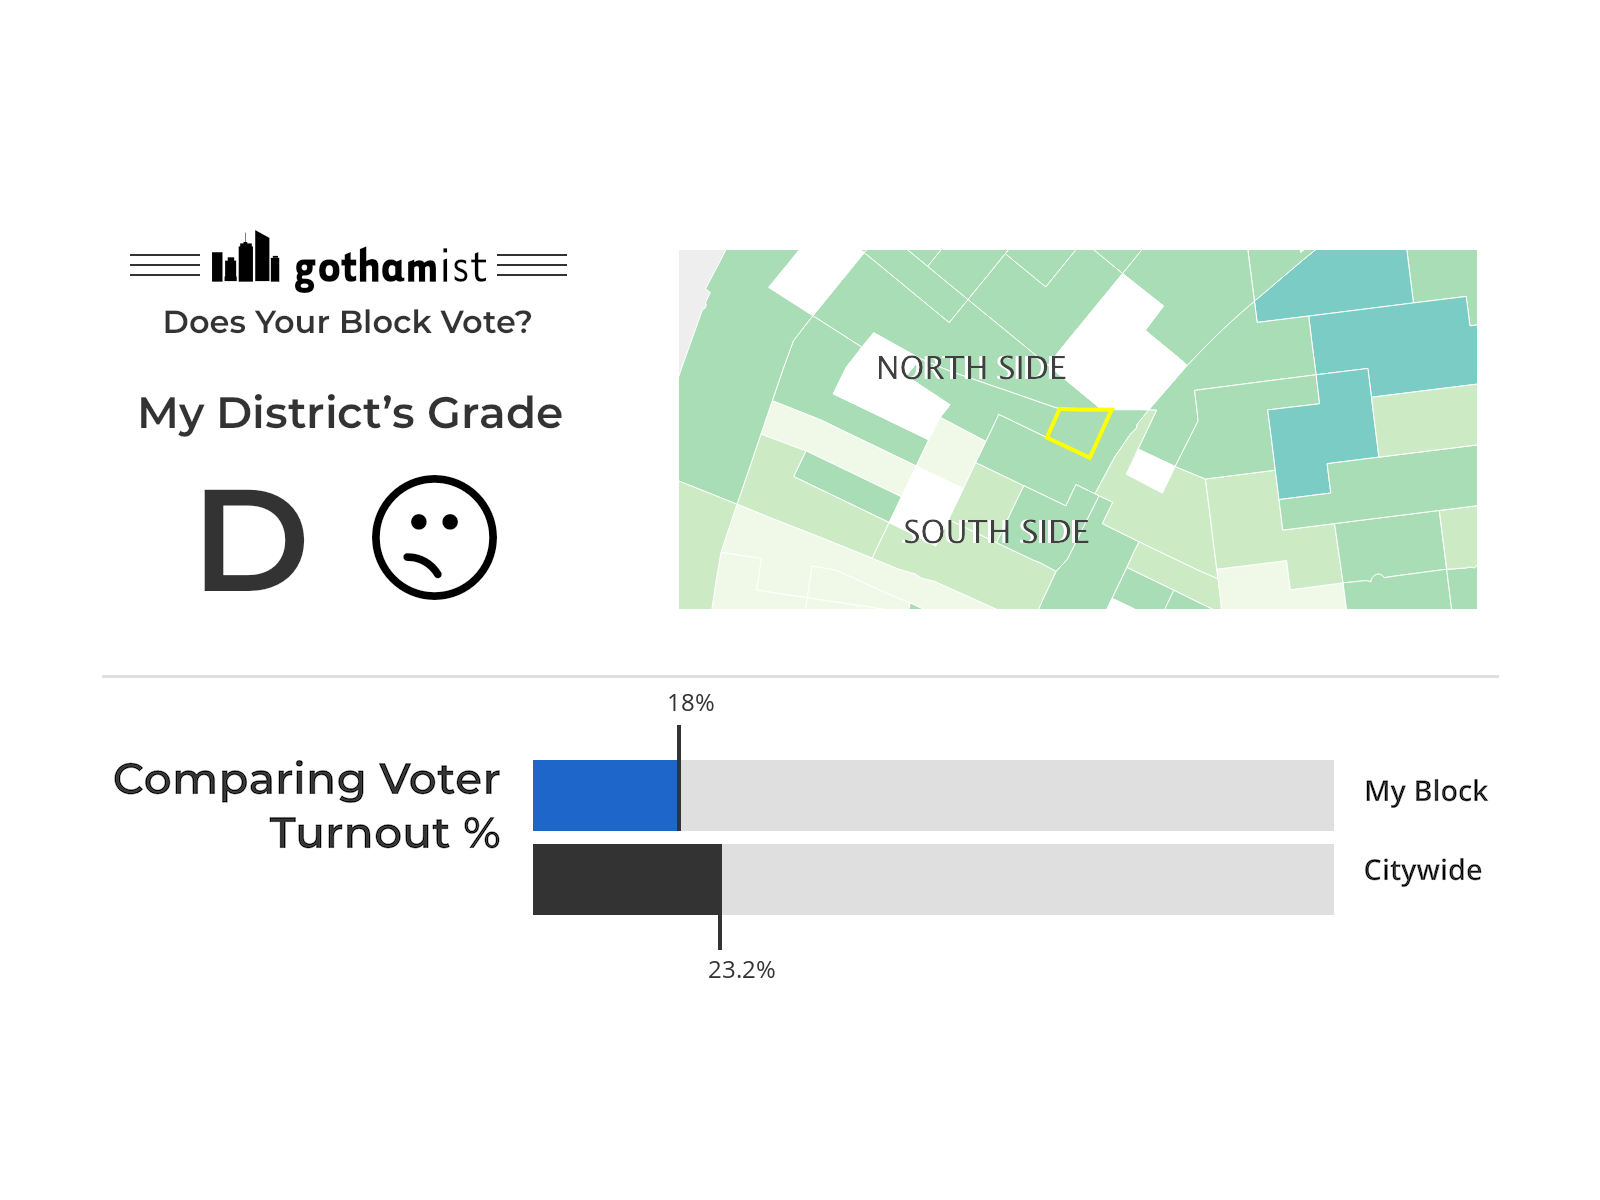 gothamist
Does Your Block Vote?
My District’s Grade
D
NORTH SIDE
SOUTH SIDE
Comparing Voter
Turnout %
18%
My Block
Citywide
23.2%